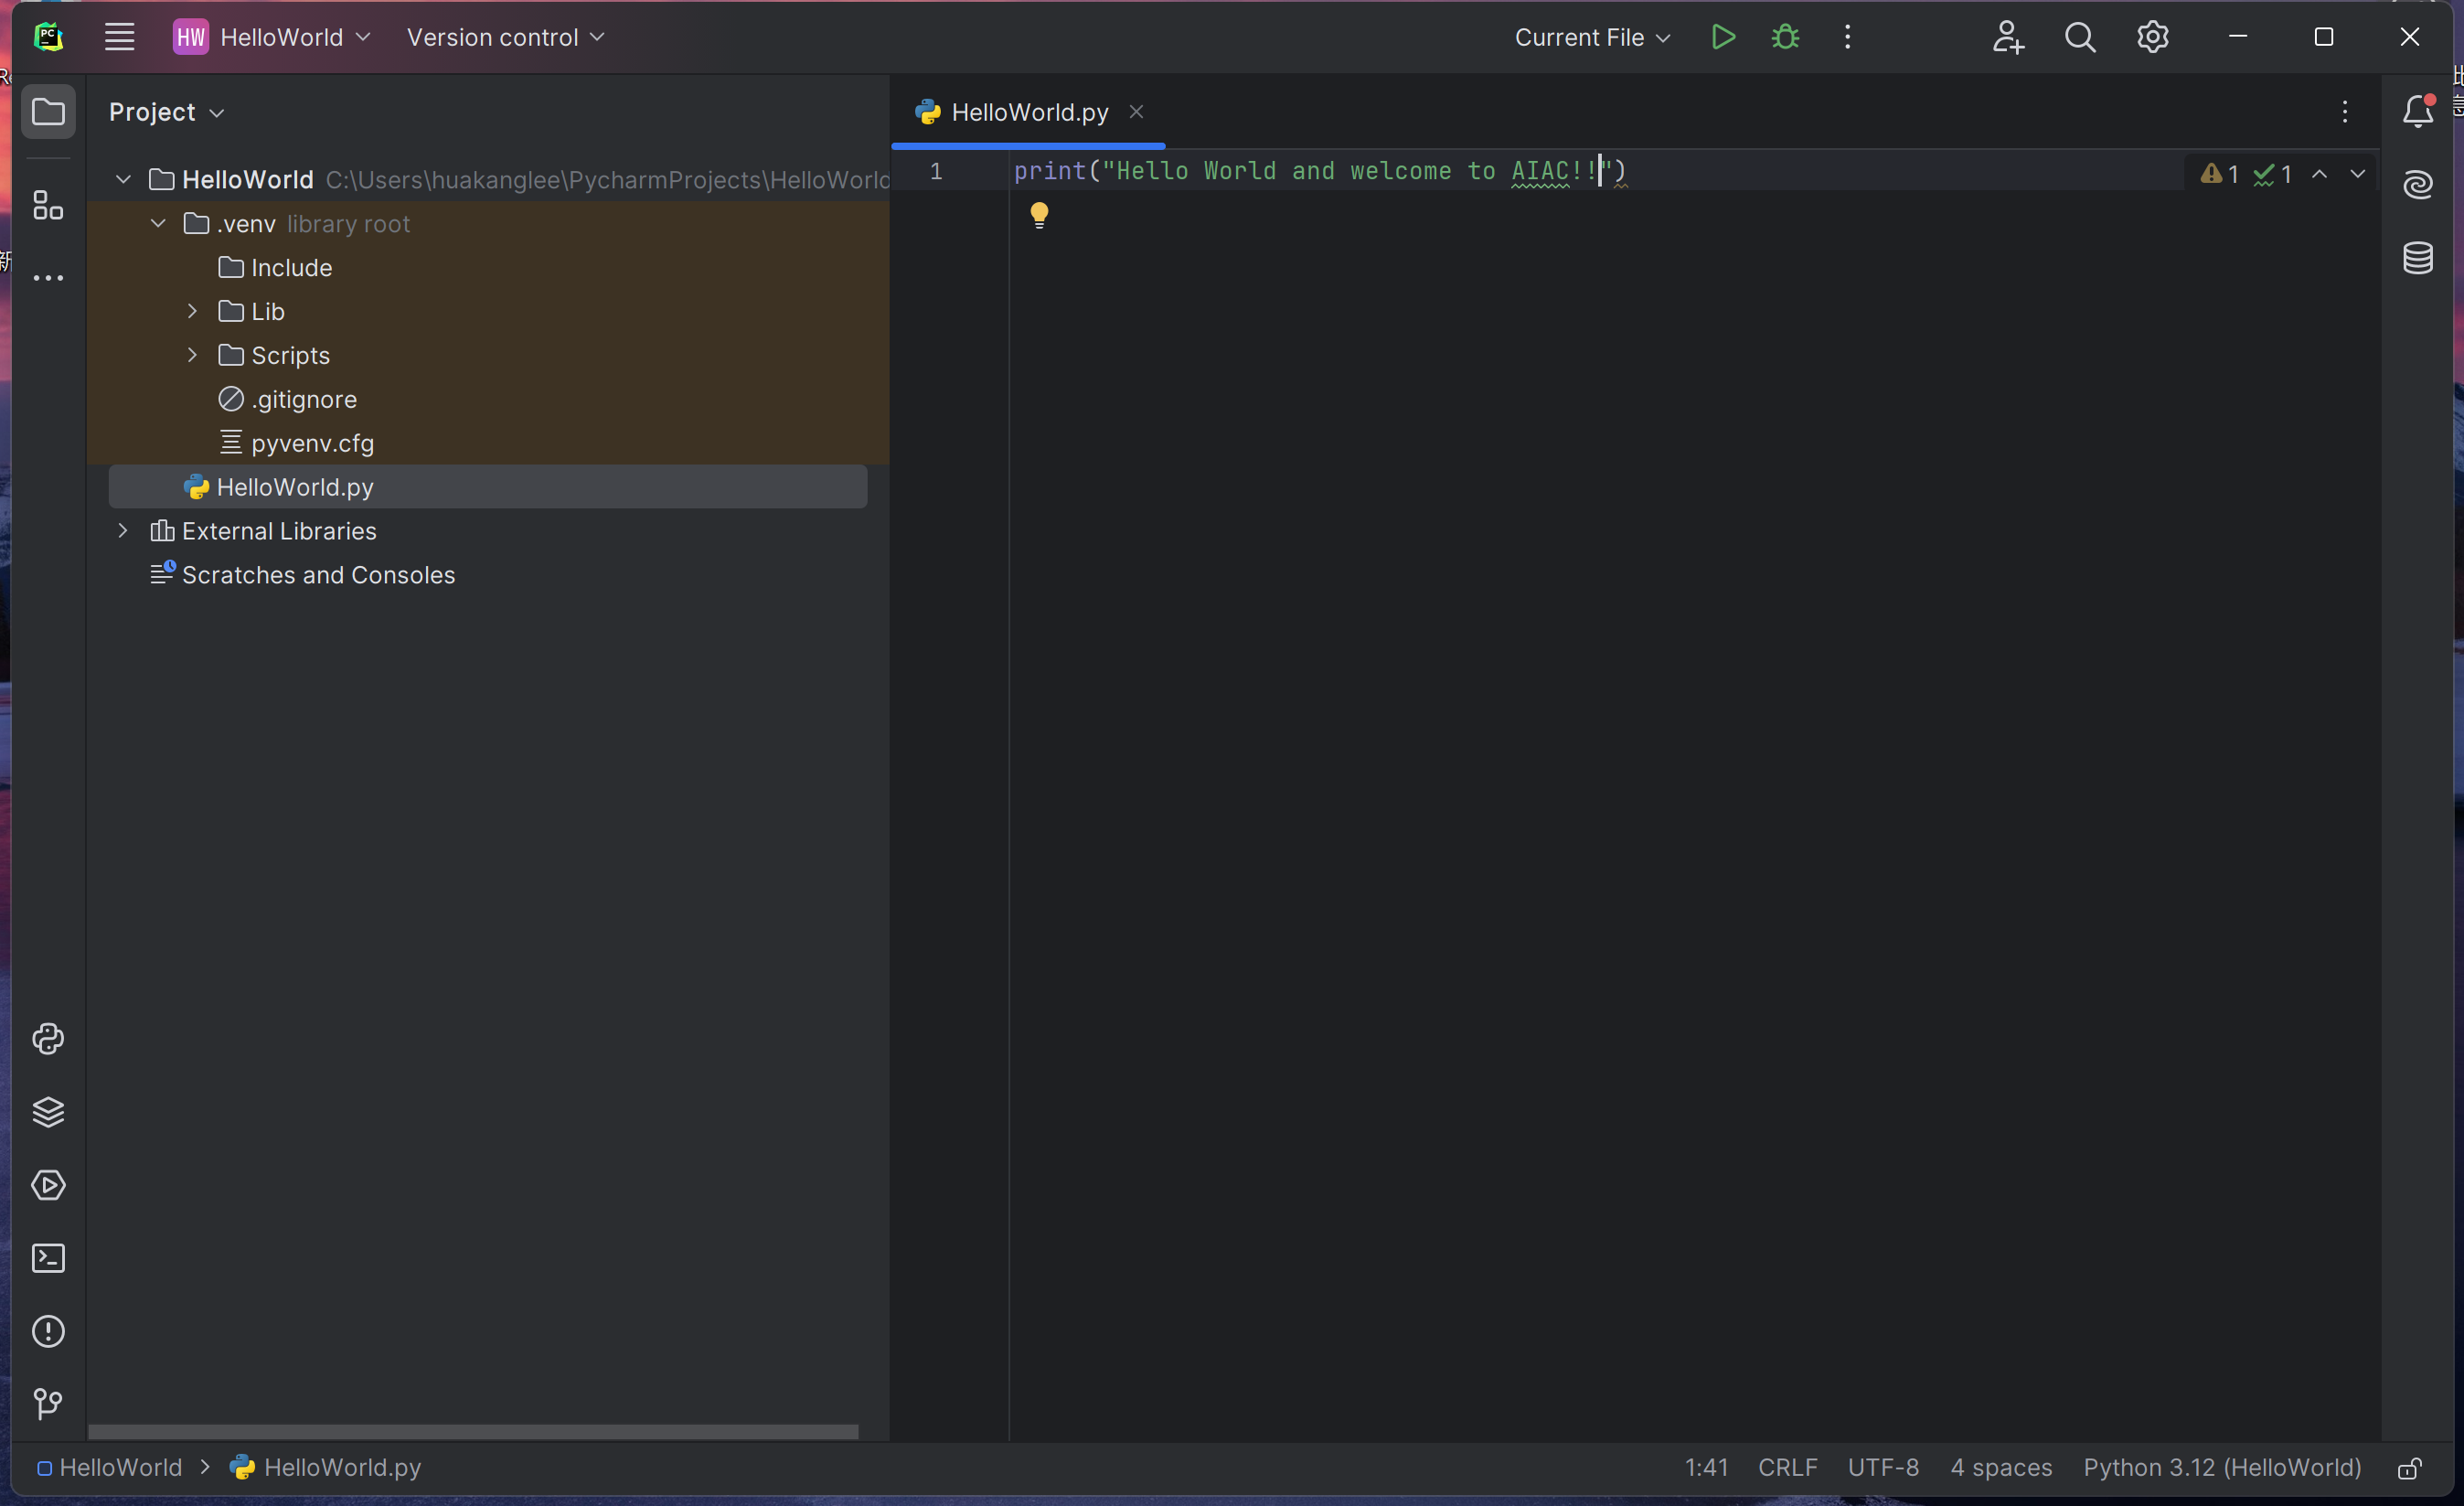 PC
HW HelloWorld Version control Current File
Project
HelloWorld.py
HelloWorld C:\Users\huakanglee\PycharmProjects\HelloWorld
1 print("Hello World and welcome to AIAC!!")
1 1
.venv library root
Include
Lib
Scripts
.gitignore
pyvenv.cfg
HelloWorld.py
External Libraries
Scratches and Consoles
HelloWorld > HelloWorld.py 1:41 CRLF UTF-8 4 spaces Python 3.12 (HelloWorld)